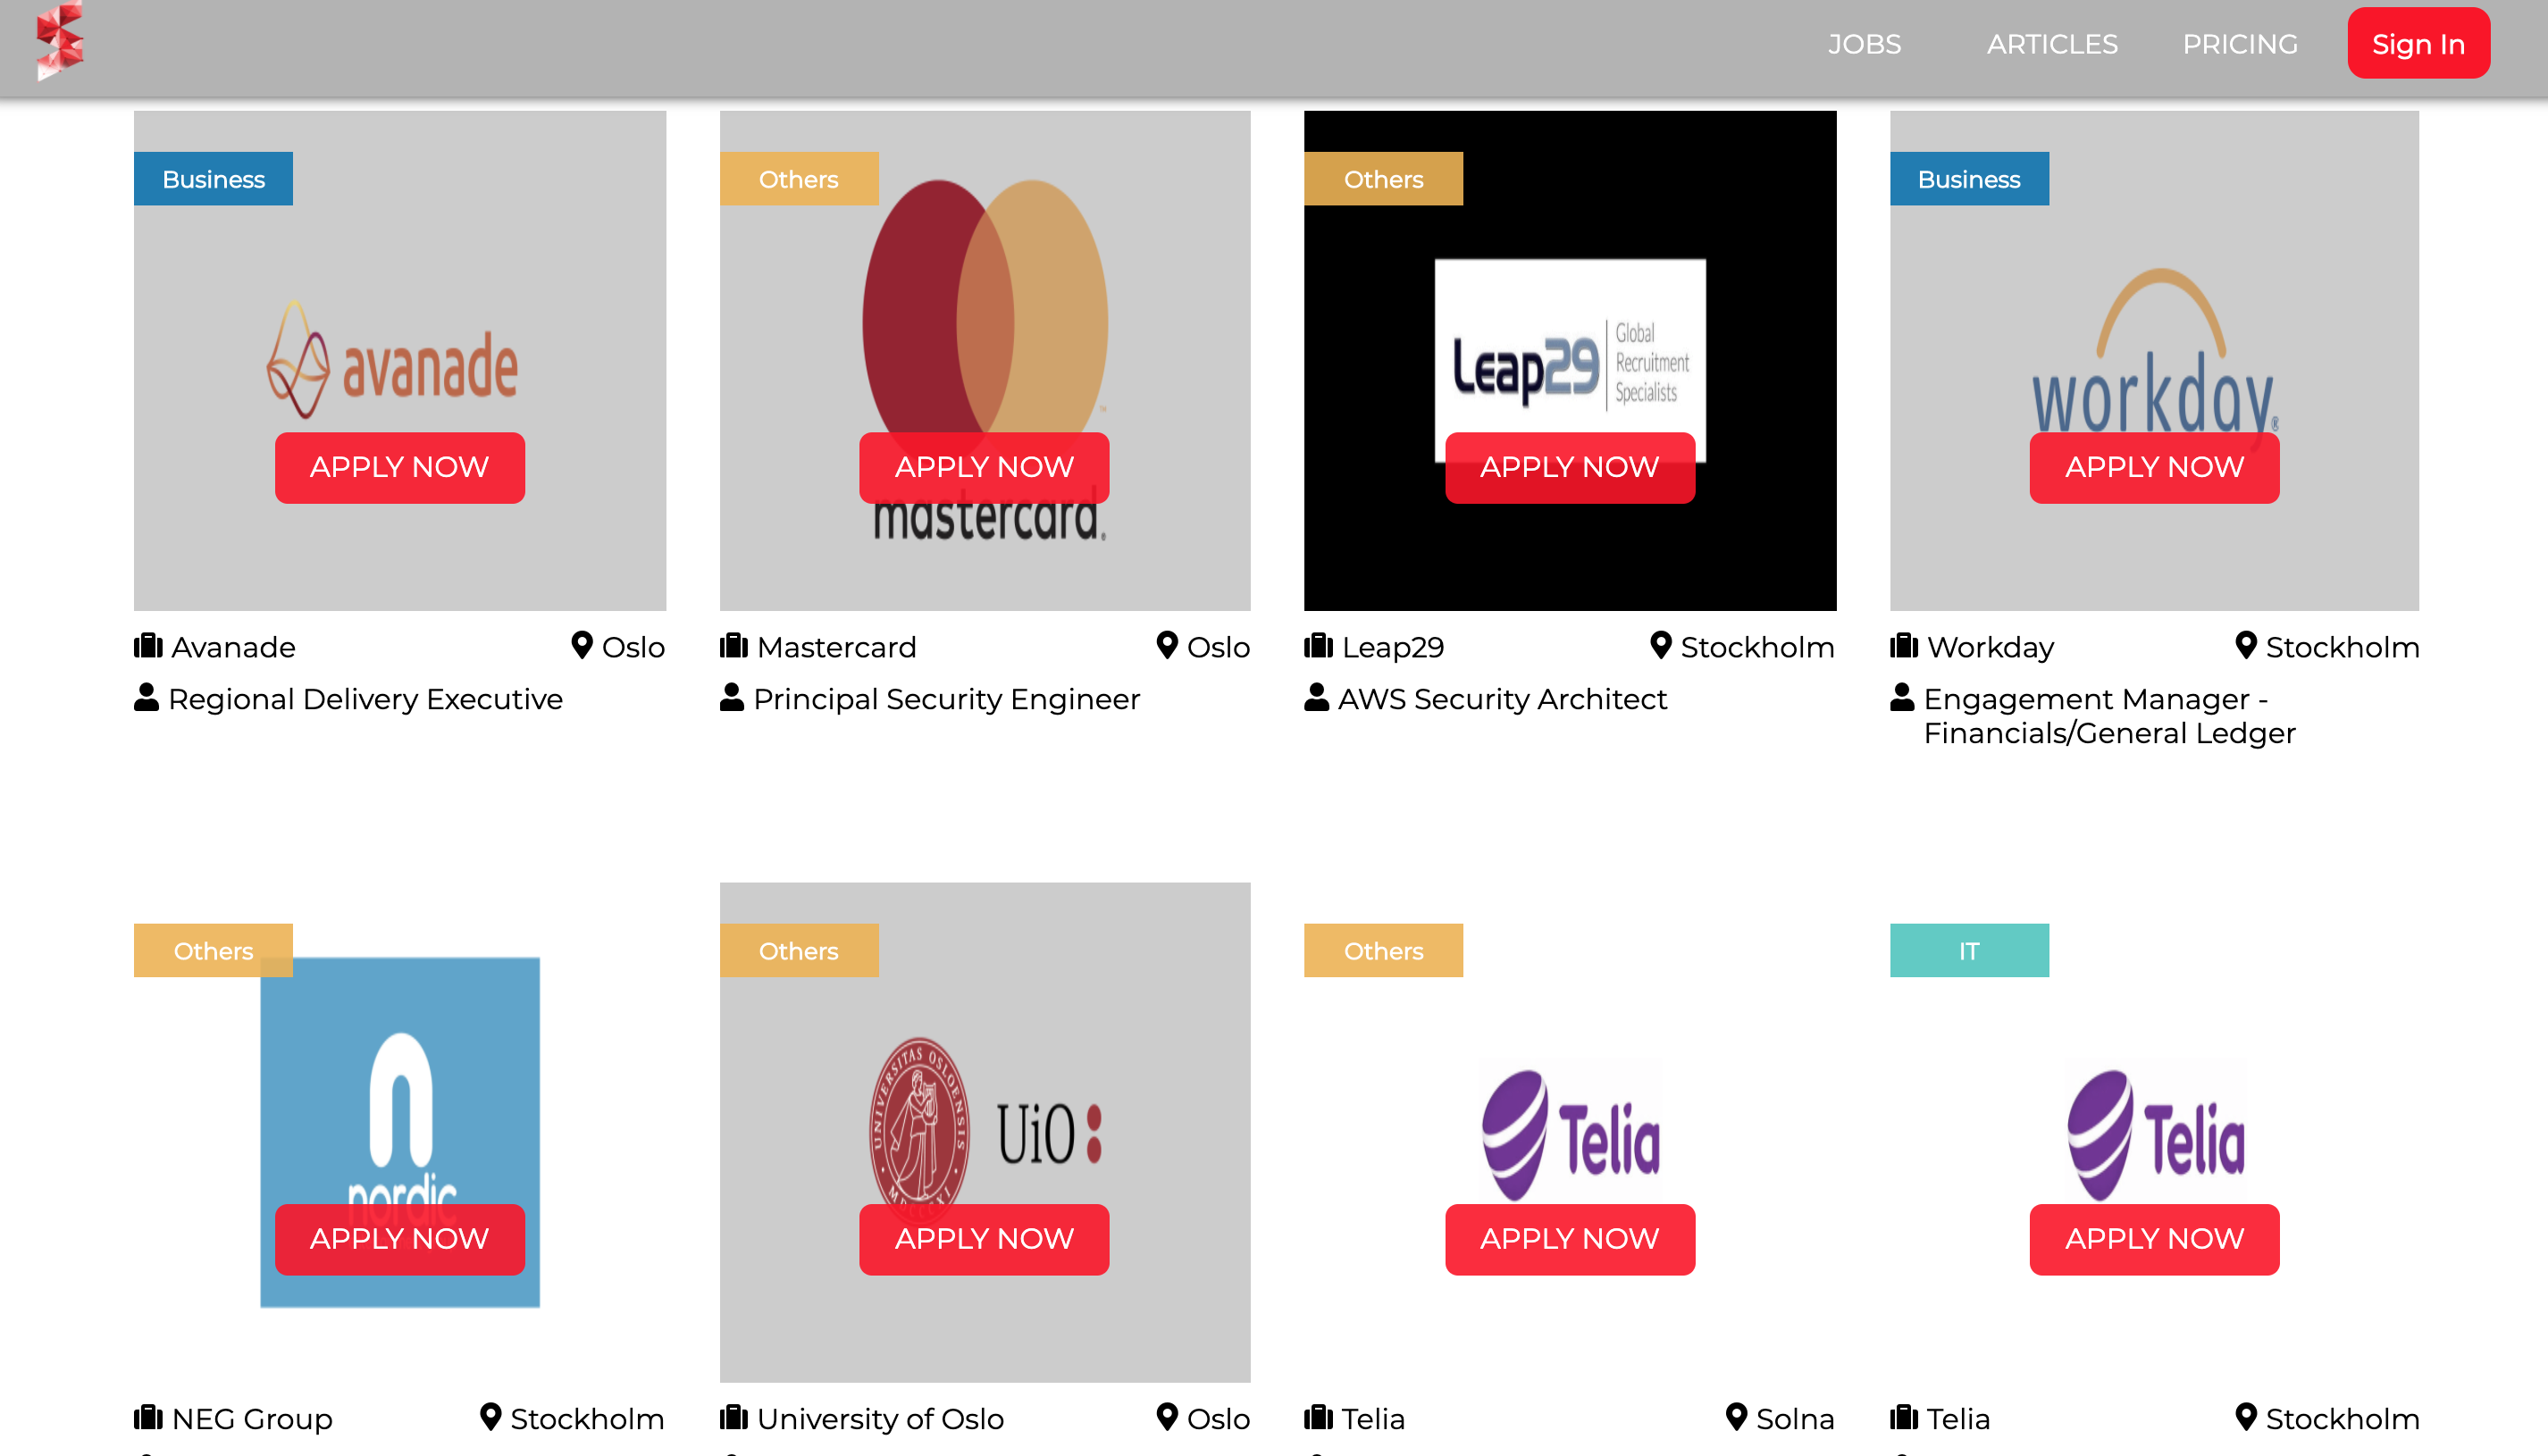 JOBS
ARTICLES
PRICING
Sign In
Business
avanade
APPLY NOW
Avanade
Oslo
Regional Delivery Executive
Others
mastercard
APPLY NOW
Mastercard
Oslo
Principal Security Engineer
Others
Leap29
Global
Recruitment
Specialists
APPLY NOW
Leap29
Stockholm
AWS Security Architect
Business
workday®
APPLY NOW
Workday
Stockholm
Engagement Manager -
Financials/General Ledger
Others
nordic
APPLY NOW
NEG Group
Stockholm
Others
UNIVERSITAS OSLOENSIS
MDCCCXI
UiO:
APPLY NOW
University of Oslo
Oslo
Others
Telia
APPLY NOW
Telia
Solna
IT
Telia
APPLY NOW
Telia
Stockholm